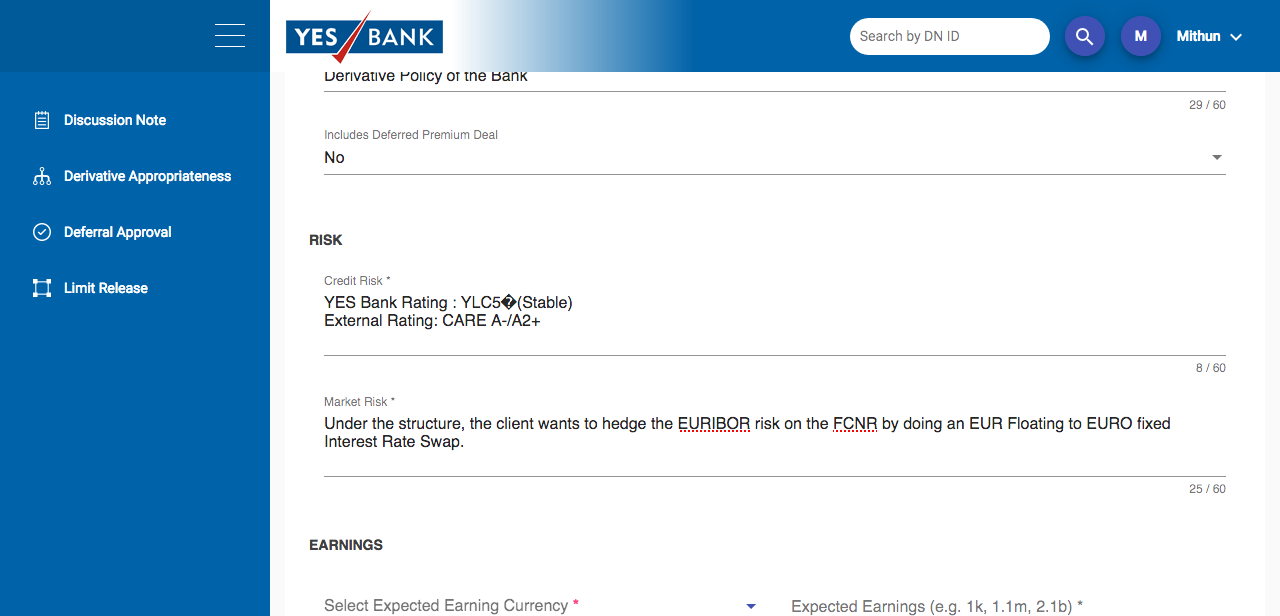 YES BANK
Search by DN ID
M
Mithun
Discussion Note
Derivative Appropriateness
Deferral Approval
Limit Release
Derivative Policy of the Bank
29 / 60
Includes Deferred Premium Deal
No
RISK
Credit Risk *
YES Bank Rating : YLC5�(Stable)
External Rating: CARE A-/A2+
8 / 60
Market Risk *
Under the structure, the client wants to hedge the EURIBOR risk on the FCNR by doing an EUR Floating to EURO fixed
Interest Rate Swap.
25 / 60
EARNINGS
Select Expected Earning Currency *
Expected Earnings (e.g. 1k, 1.1m, 2.1b) *